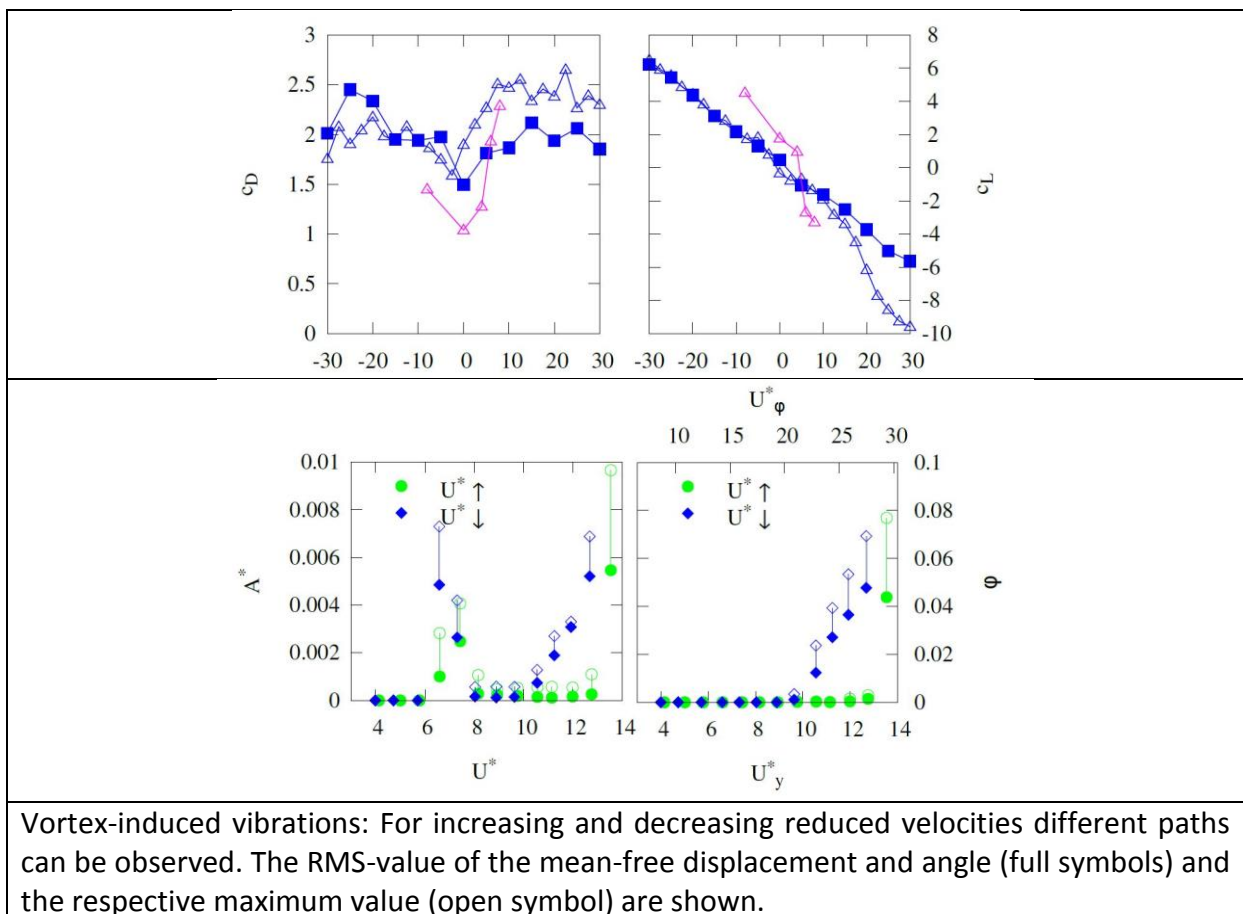 3
2.5
2
1.5
1
0.5
0
c_D
-30 -20 -10 0 10 20 30
8
6
4
2
0
-2
-4
-6
-8
-10
c_L
-30 -20 -10 0 10 20 30
0.01
0.008
0.006
0.004
0.002
0
A*
U* ↑
U* ↓
4 6 8 10 12 14
U*
U*φ
10 15 20 25 30
U* ↑
U* ↓
0.1
0.08
0.06
0.04
0.02
0
φ
4 6 8 10 12 14
U*y
Vortex-induced vibrations: For increasing and decreasing reduced velocities different paths
can be observed. The RMS-value of the mean-free displacement and angle (full symbols) and
the respective maximum value (open symbol) are shown.